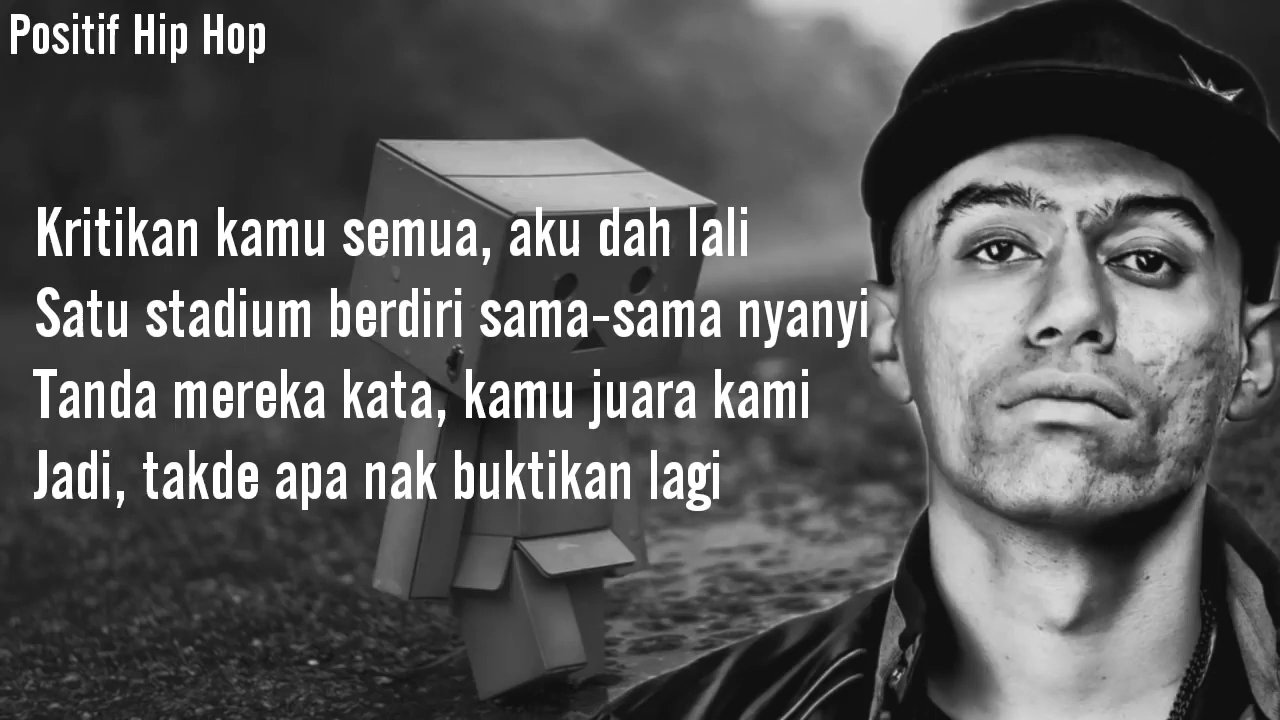 Positif Hip Hop
Kritikan kamu semua, aku dah lali
Satu stadium berdiri sama-sama nyanyi
Tanda mereka kata, kamu juara kami
Jadi, takde apa nak buktikan lagi